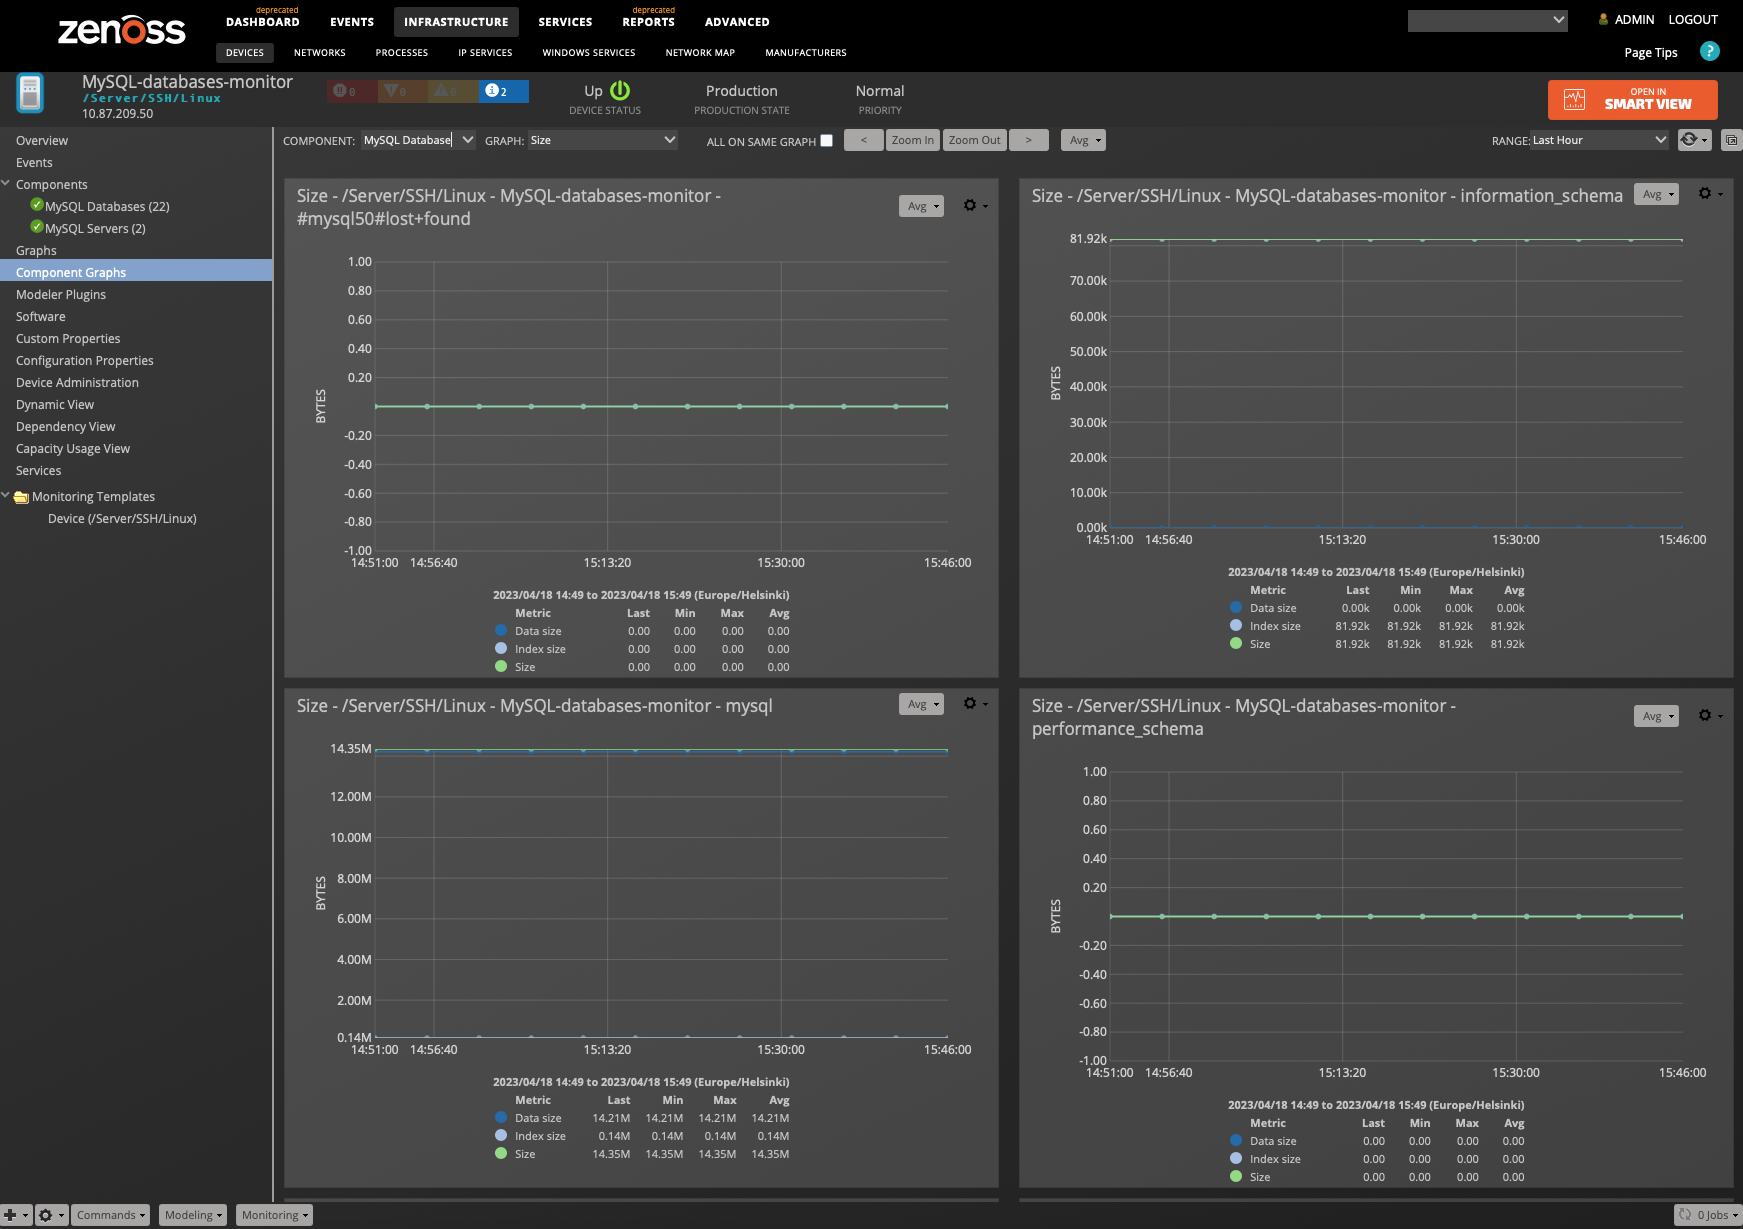 zenoss
deprecated
DASHBOARD
EVENTS
INFRASTRUCTURE
SERVICES
deprecated
REPORTS
ADVANCED
ADMIN
LOGOUT
DEVICES
NETWORKS
PROCESSES
IP SERVICES
WINDOWS SERVICES
NETWORK MAP
MANUFACTURERS
Page Tips
?
MySQL-databases-monitor
/Server/SSH/Linux
10.87.209.50
0
0
0
2
Up
DEVICE STATUS
Production
PRODUCTION STATE
Normal
PRIORITY
OPEN IN
SMART VIEW
Overview
Events
Components
MySQL Databases (22)
MySQL Servers (2)
Graphs
Component Graphs
Modeler Plugins
Software
Custom Properties
Configuration Properties
Device Administration
Dynamic View
Dependency View
Capacity Usage View
Services
Monitoring Templates
Device (/Server/SSH/Linux)
COMPONENT: MySQL Database GRAPH: Size ALL ON SAME GRAPH < Zoom In Zoom Out > Avg RANGE: Last Hour
Size - /Server/SSH/Linux - MySQL-databases-monitor -
#mysql50#lost+found
Avg
1.00
0.80
0.60
0.40
0.20
-0.20
-0.40
-0.60
-0.80
-1.00
BYTES
14:51:00 14:56:40 15:13:20 15:30:00 15:46:00
2023/04/18 14:49 to 2023/04/18 15:49 (Europe/Helsinki)
Metric Last Min Max Avg
Data size 0.00 0.00 0.00 0.00
Index size 0.00 0.00 0.00 0.00
Size 0.00 0.00 0.00 0.00
Size - /Server/SSH/Linux - MySQL-databases-monitor - information_schema
Avg
81.92k
70.00k
60.00k
50.00k
40.00k
30.00k
20.00k
10.00k
0.00k
BYTES
14:51:00 14:56:40 15:13:20 15:30:00 15:46:00
2023/04/18 14:49 to 2023/04/18 15:49 (Europe/Helsinki)
Metric Last Min Max Avg
Data size 0.00k 0.00k 0.00k 0.00k
Index size 81.92k 81.92k 81.92k 81.92k
Size 81.92k 81.92k 81.92k 81.92k
Size - /Server/SSH/Linux - MySQL-databases-monitor - mysql
Avg
14.35M
12.00M
10.00M
8.00M
6.00M
4.00M
2.00M
0.14M
BYTES
14:51:00 14:56:40 15:13:20 15:30:00 15:46:00
2023/04/18 14:49 to 2023/04/18 15:49 (Europe/Helsinki)
Metric Last Min Max Avg
Data size 14.21M 14.21M 14.21M 14.21M
Index size 0.14M 0.14M 0.14M 0.14M
Size 14.35M 14.35M 14.35M 14.35M
Size - /Server/SSH/Linux - MySQL-databases-monitor -
performance_schema
Avg
1.00
0.80
0.60
0.40
0.20
-0.20
-0.40
-0.60
-0.80
-1.00
BYTES
14:51:00 14:56:40 15:13:20 15:30:00 15:46:00
2023/04/18 14:49 to 2023/04/18 15:49 (Europe/Helsinki)
Metric Last Min Max Avg
Data size 0.00 0.00 0.00 0.00
Index size 0.00 0.00 0.00 0.00
Size 0.00 0.00 0.00 0.00
Commands Modeling Monitoring 0 Jobs